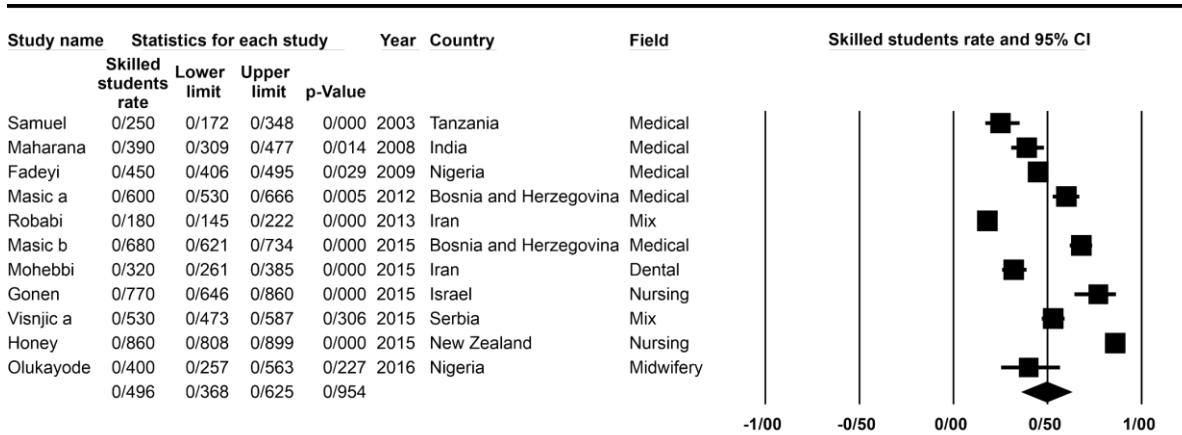 Study name Statistics for each study Year Country Field Skilled students rate and 95% CI
Skilled students rate Lower limit Upper limit p-Value
Samuel 0/250 0/172 0/348 0/000 2003 Tanzania Medical
Maharana 0/390 0/309 0/477 0/014 2008 India Medical
Fadeyi 0/450 0/406 0/495 0/029 2009 Nigeria Medical
Masic a 0/600 0/530 0/666 0/005 2012 Bosnia and Herzegovina Medical
Robabi 0/180 0/145 0/222 0/000 2013 Iran Mix
Masic b 0/680 0/621 0/734 0/000 2015 Bosnia and Herzegovina Medical
Mohebbi 0/320 0/261 0/385 0/000 2015 Iran Dental
Gonen 0/770 0/646 0/860 0/000 2015 Israel Nursing
Visnjic a 0/530 0/473 0/587 0/306 2015 Serbia Mix
Honey 0/860 0/808 0/899 0/000 2015 New Zealand Nursing
Olukayode 0/400 0/257 0/563 0/227 2016 Nigeria Midwifery
0/496 0/368 0/625 0/954
-1/00 -0/50 0/00 0/50 1/00